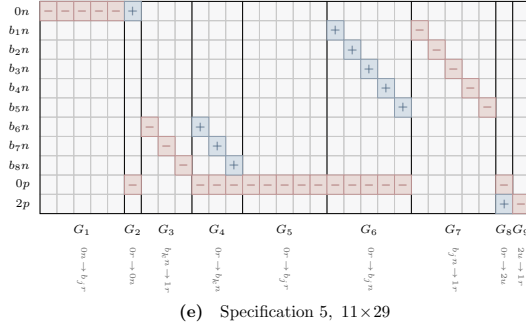 0n − − − − − +
b₁n + −
b₂n + −
b₃n + −
b₄n + −
b₅n + −
b₆n − +
b₇n − +
b₈n − +
0p − − − − − − − − − − − − − − −
2p + −
G₁ G₂ G₃ G₄ G₅ G₆ G₇ G₈ G₉
0n→bⱼr 0r→0n bₖn→1r 0r→bₖn 0r→bⱼr 0r→bⱼn bⱼn→1r 0r→2u 2u→1r
(e) Specification 5, 11×29